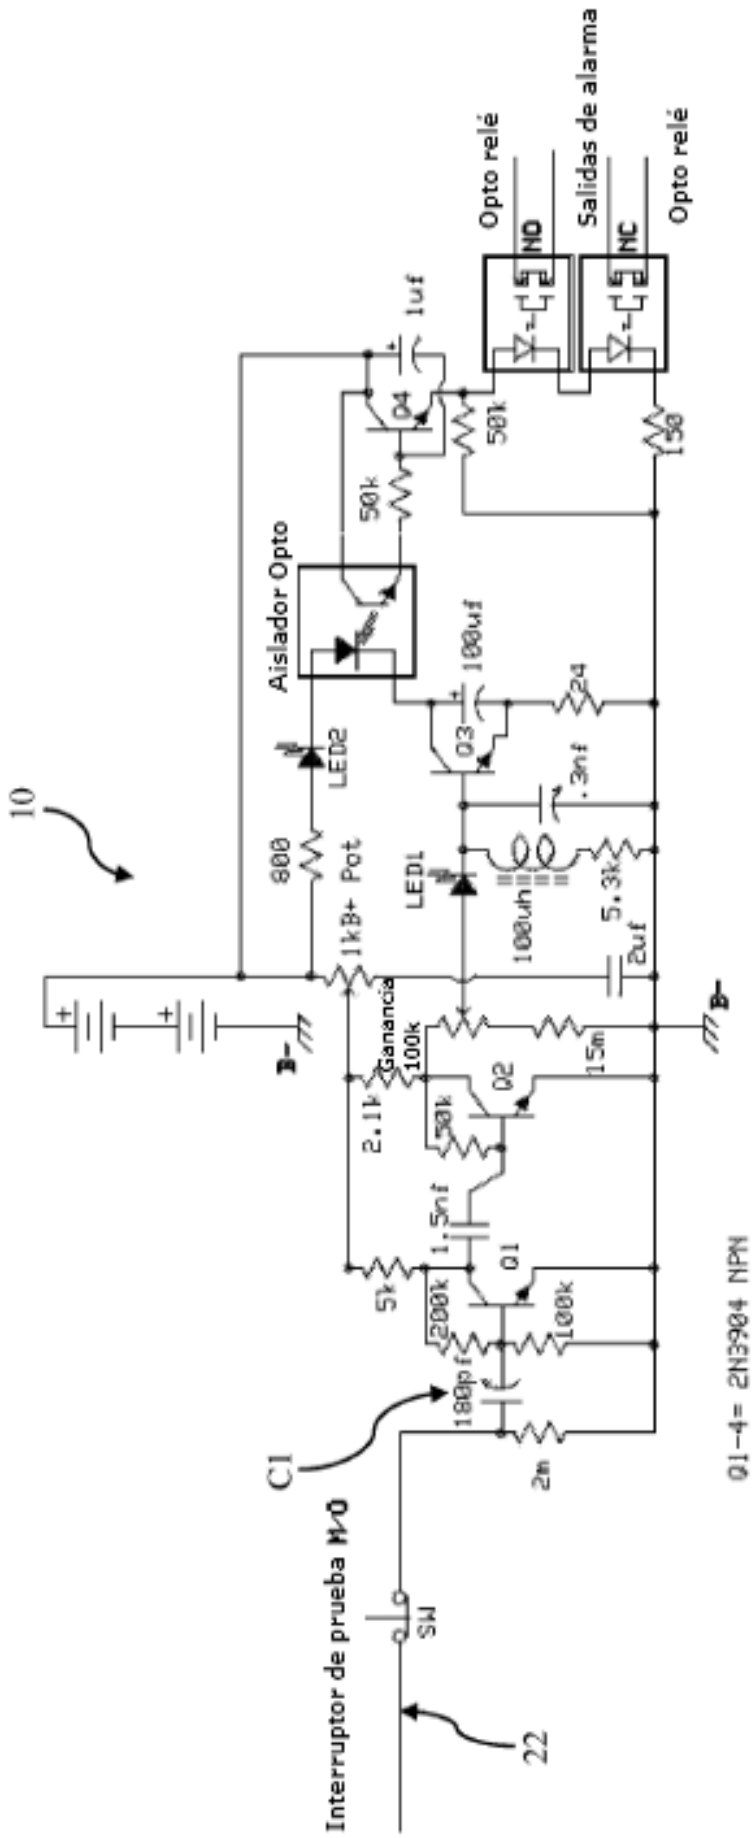 10
C1
22
Interruptor de prueba M/O
SW
2m
180pf
200k
100k
5k
Q1
1.5nf
2.1k
50k
Q2
Ganancia
100k
15m
B-
B-
+
+
1kB+ Pot
800
LED2
LED1
100uh
5.3k
2uf
.3nf
Q3
+
100uf
24
Aislador Opto
50k
Q4
+
1uf
50k
150
Opto relé
NO
Salidas de alarma
NC
Opto relé
Q1-4= 2N3904 NPN